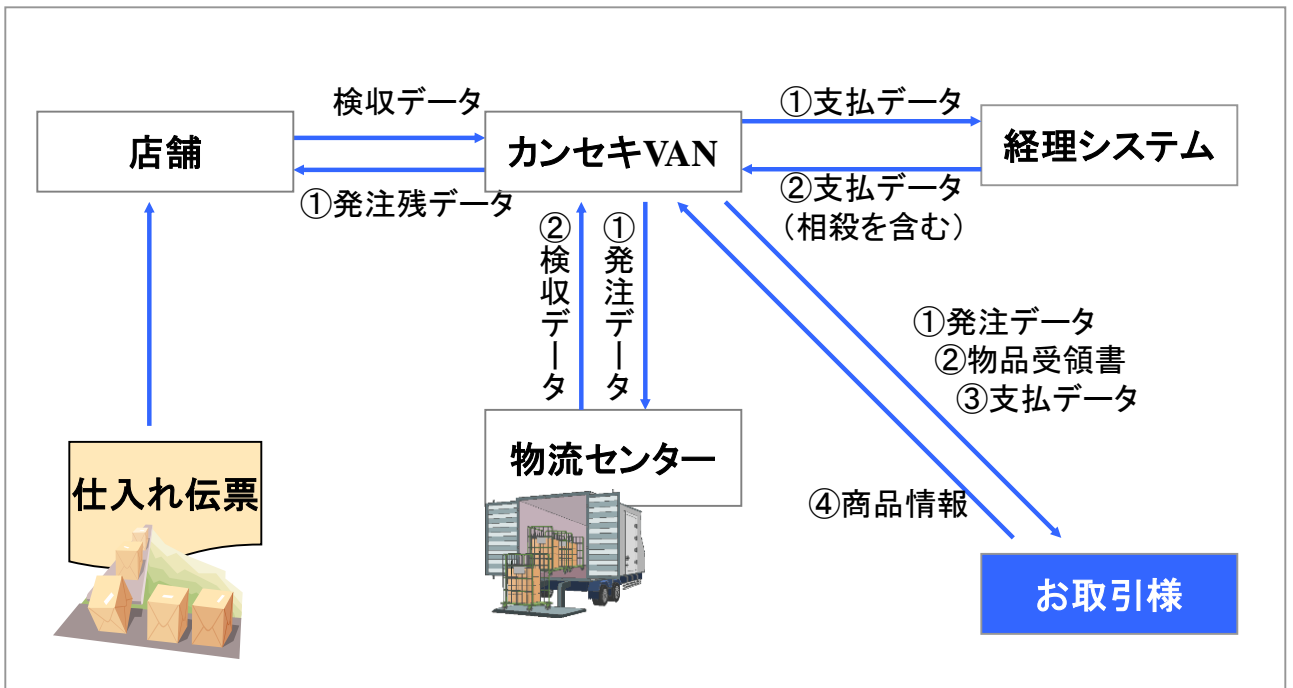 検収データ
①支払データ
店舗
カンセキVAN
経理システム
①発注残データ
②支払データ
（相殺を含む）
②検収データ
①発注データ
①発注データ
②物品受領書
③支払データ
物流センター
仕入れ伝票
④商品情報
お取引様